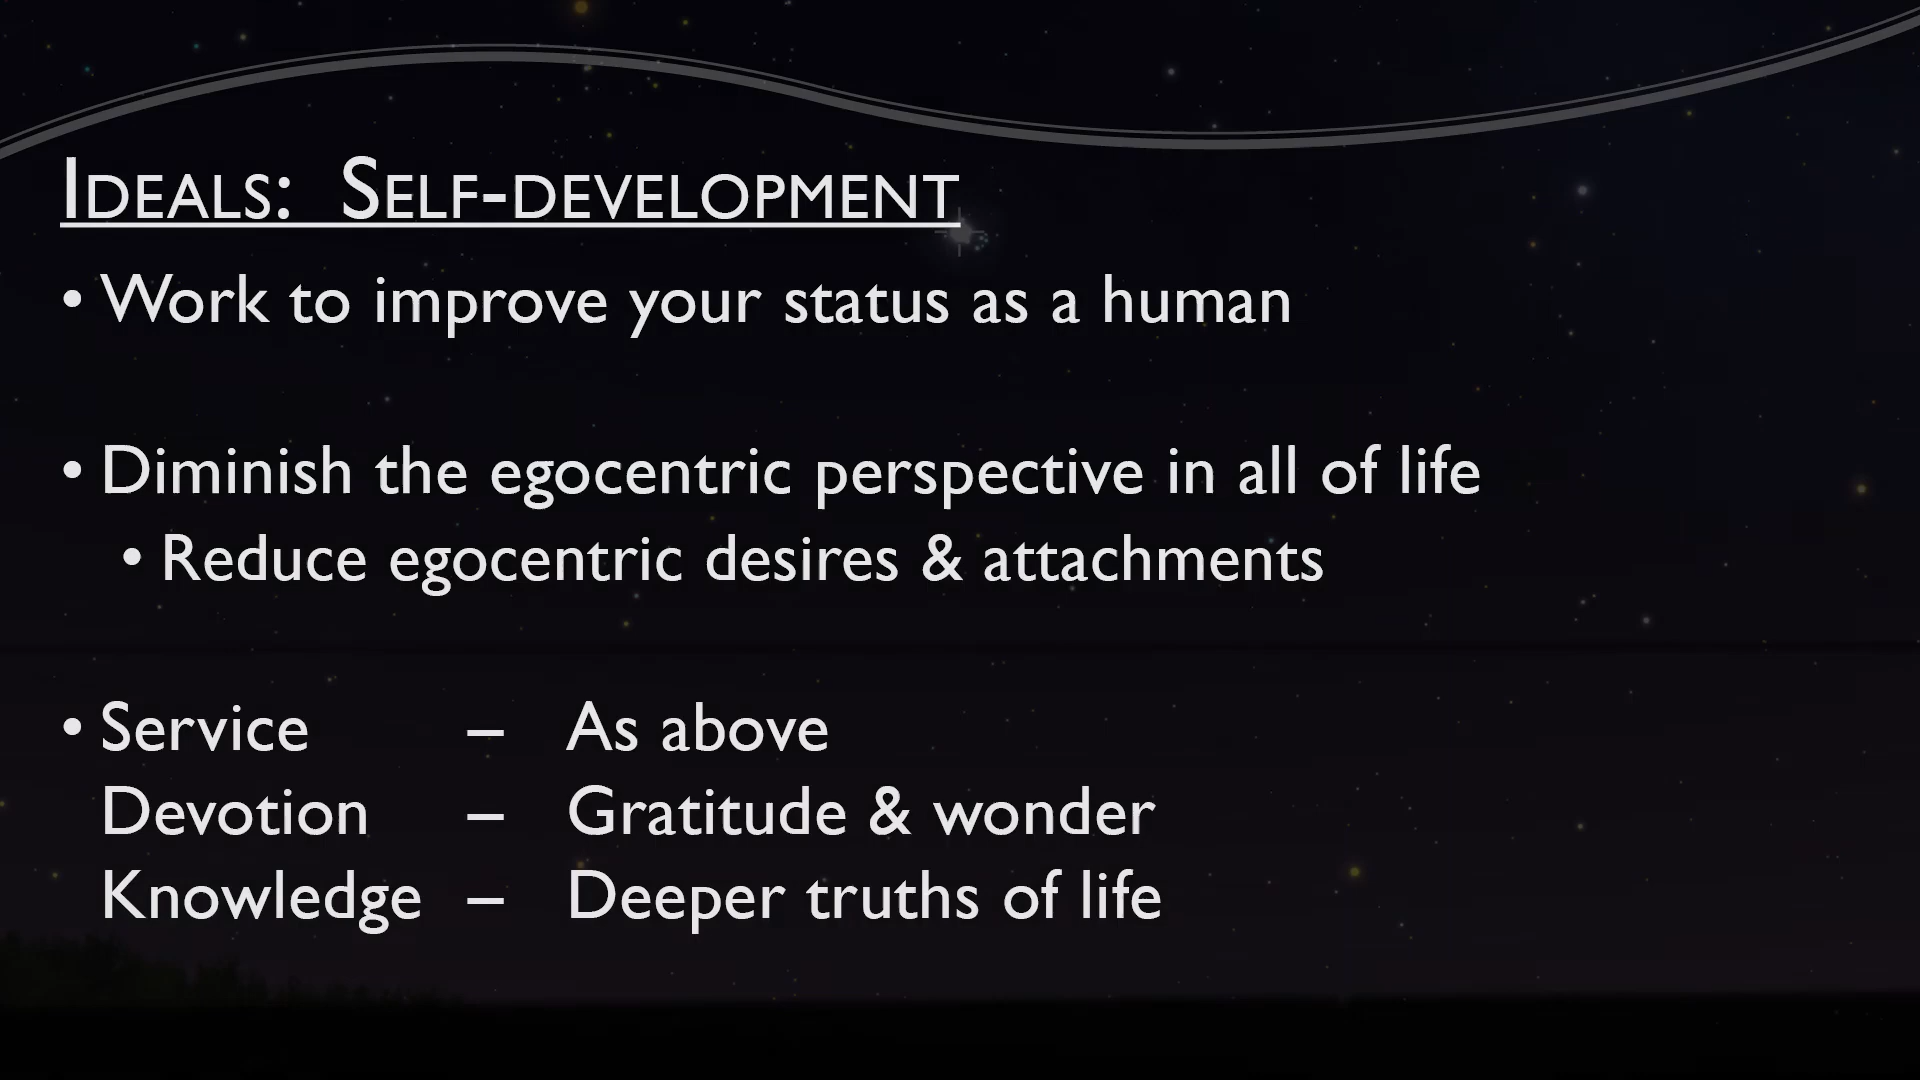 Ideals: Self-development
• Work to improve your status as a human
• Diminish the egocentric perspective in all of life
• Reduce egocentric desires & attachments
• Service – As above
Devotion – Gratitude & wonder
Knowledge – Deeper truths of life